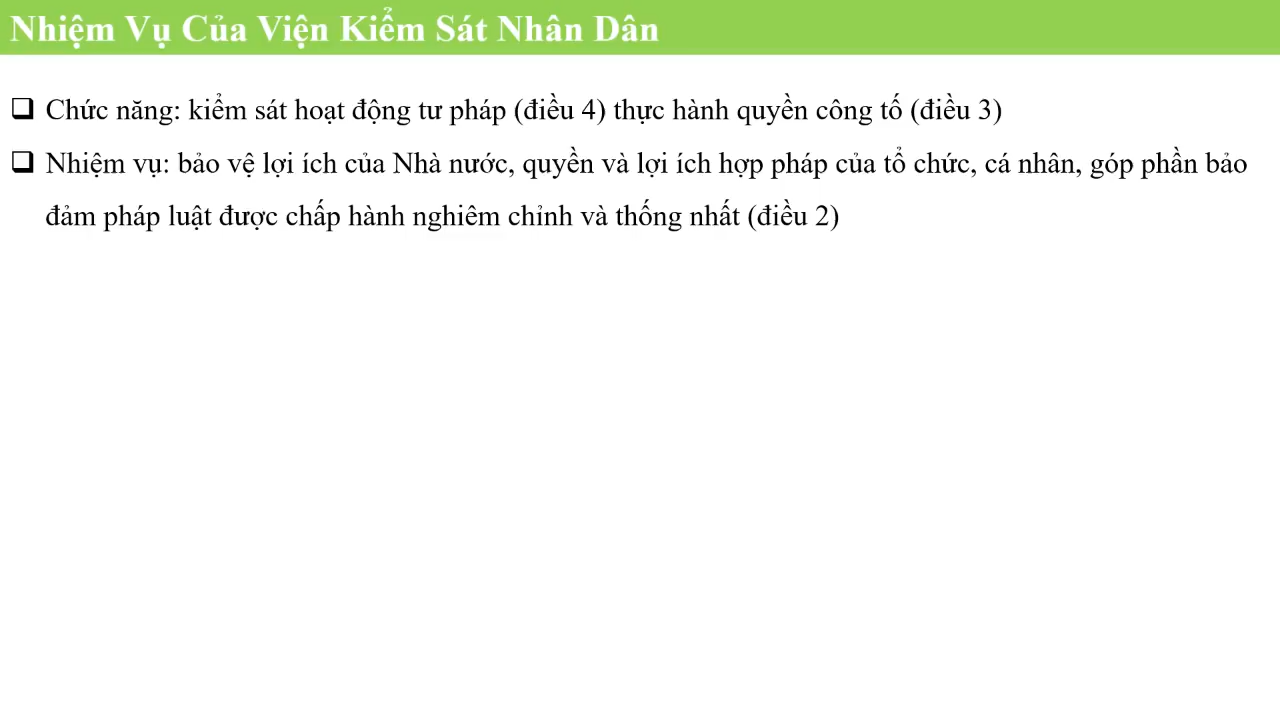 Nhiệm Vụ Của Viện Kiểm Sát Nhân Dân
Chức năng: kiểm sát hoạt động tư pháp (điều 4) thực hành quyền công tố (điều 3)
Nhiệm vụ: bảo vệ lợi ích của Nhà nước, quyền và lợi ích hợp pháp của tổ chức, cá nhân, góp phần bảo
đảm pháp luật được chấp hành nghiêm chỉnh và thống nhất (điều 2)